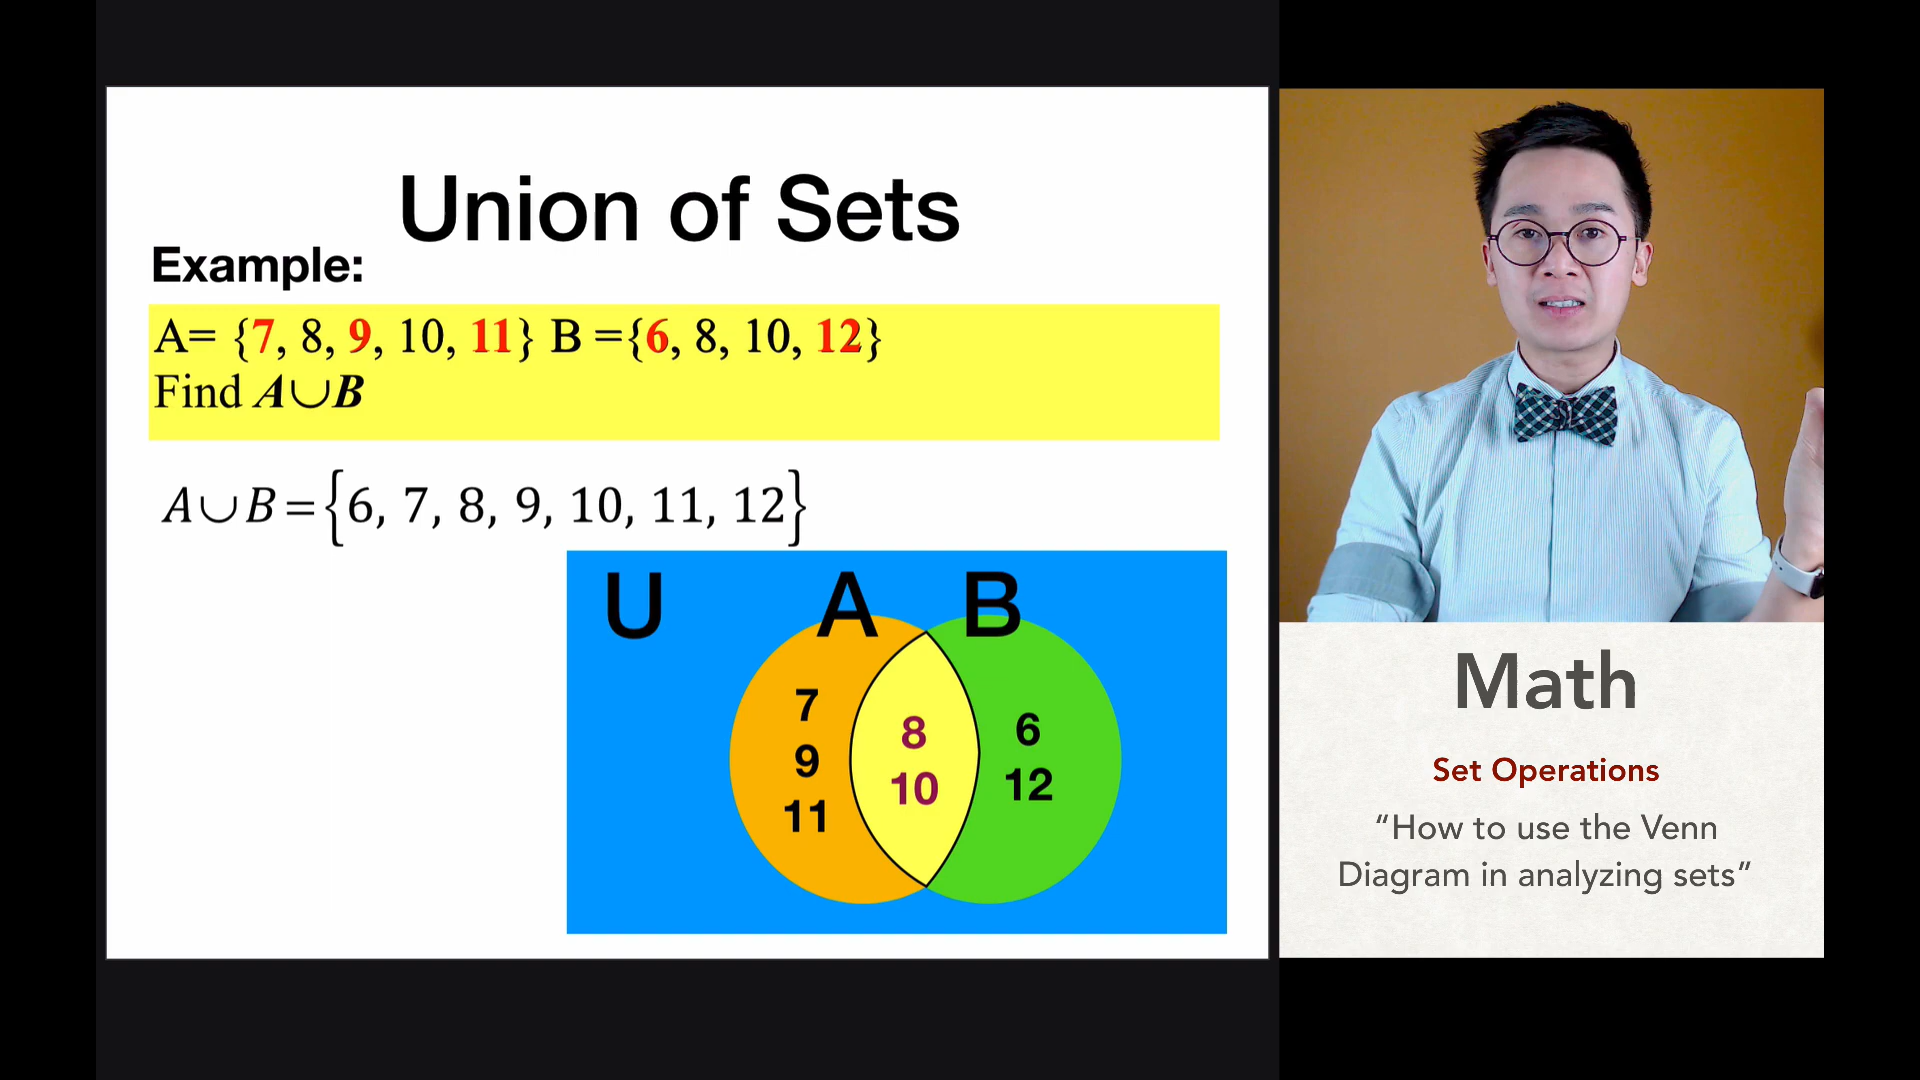 Union of Sets
Example:
A= {7, 8, 9, 10, 11} B ={6, 8, 10, 12}
Find A∪B
A∪B={6, 7, 8, 9, 10, 11, 12}
U A B
7
9
11
8
10
6
12
Math
Set Operations
“How to use the Venn
Diagram in analyzing sets”